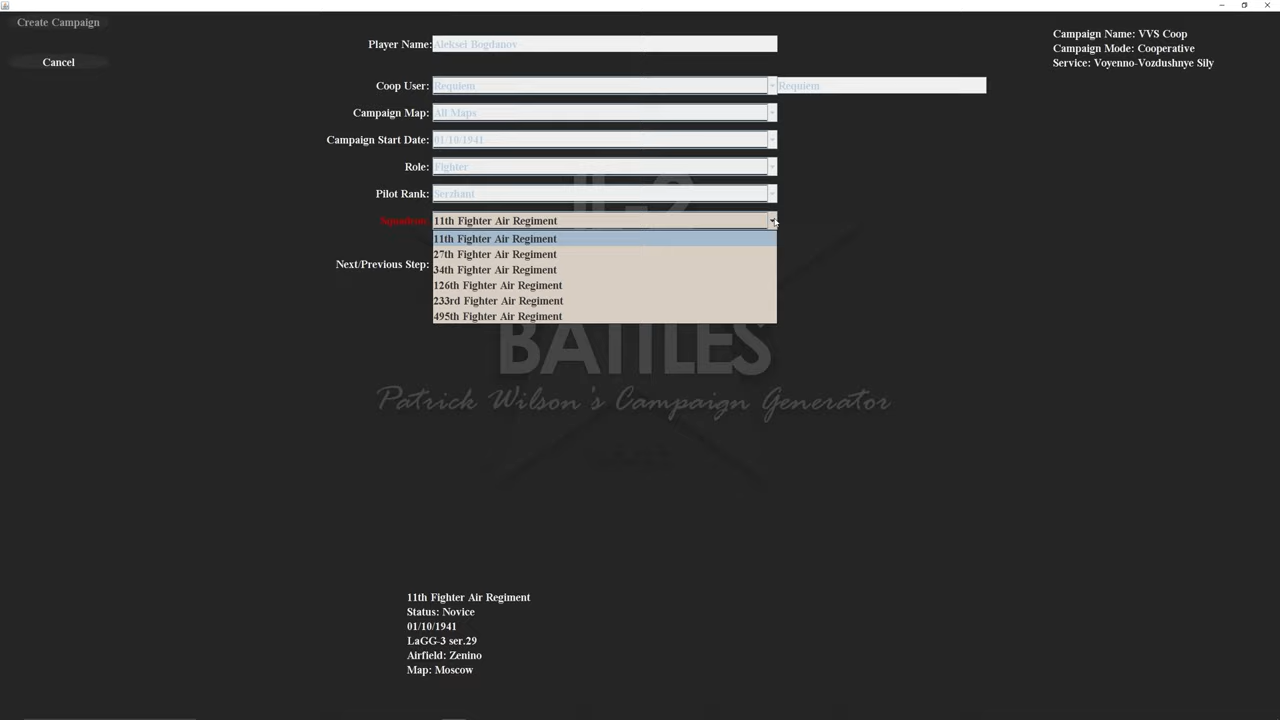 Create Campaign
Cancel
Player Name: Aleksei Bogdanov
Coop User: Requiem Requiem
Campaign Map: All Maps
Campaign Start Date: 01/10/1941
Role: Fighter
Pilot Rank: Serzhant
Squadron: 11th Fighter Air Regiment
11th Fighter Air Regiment
27th Fighter Air Regiment
34th Fighter Air Regiment
126th Fighter Air Regiment
233rd Fighter Air Regiment
495th Fighter Air Regiment
Next/Previous Step:
Campaign Name: VVS Coop
Campaign Mode: Cooperative
Service: Voyenno-Vozdushnye Sily
BATTLES
Patrick Wilson's Campaign Generator
11th Fighter Air Regiment
Status: Novice
01/10/1941
LaGG-3 ser.29
Airfield: Zenino
Map: Moscow